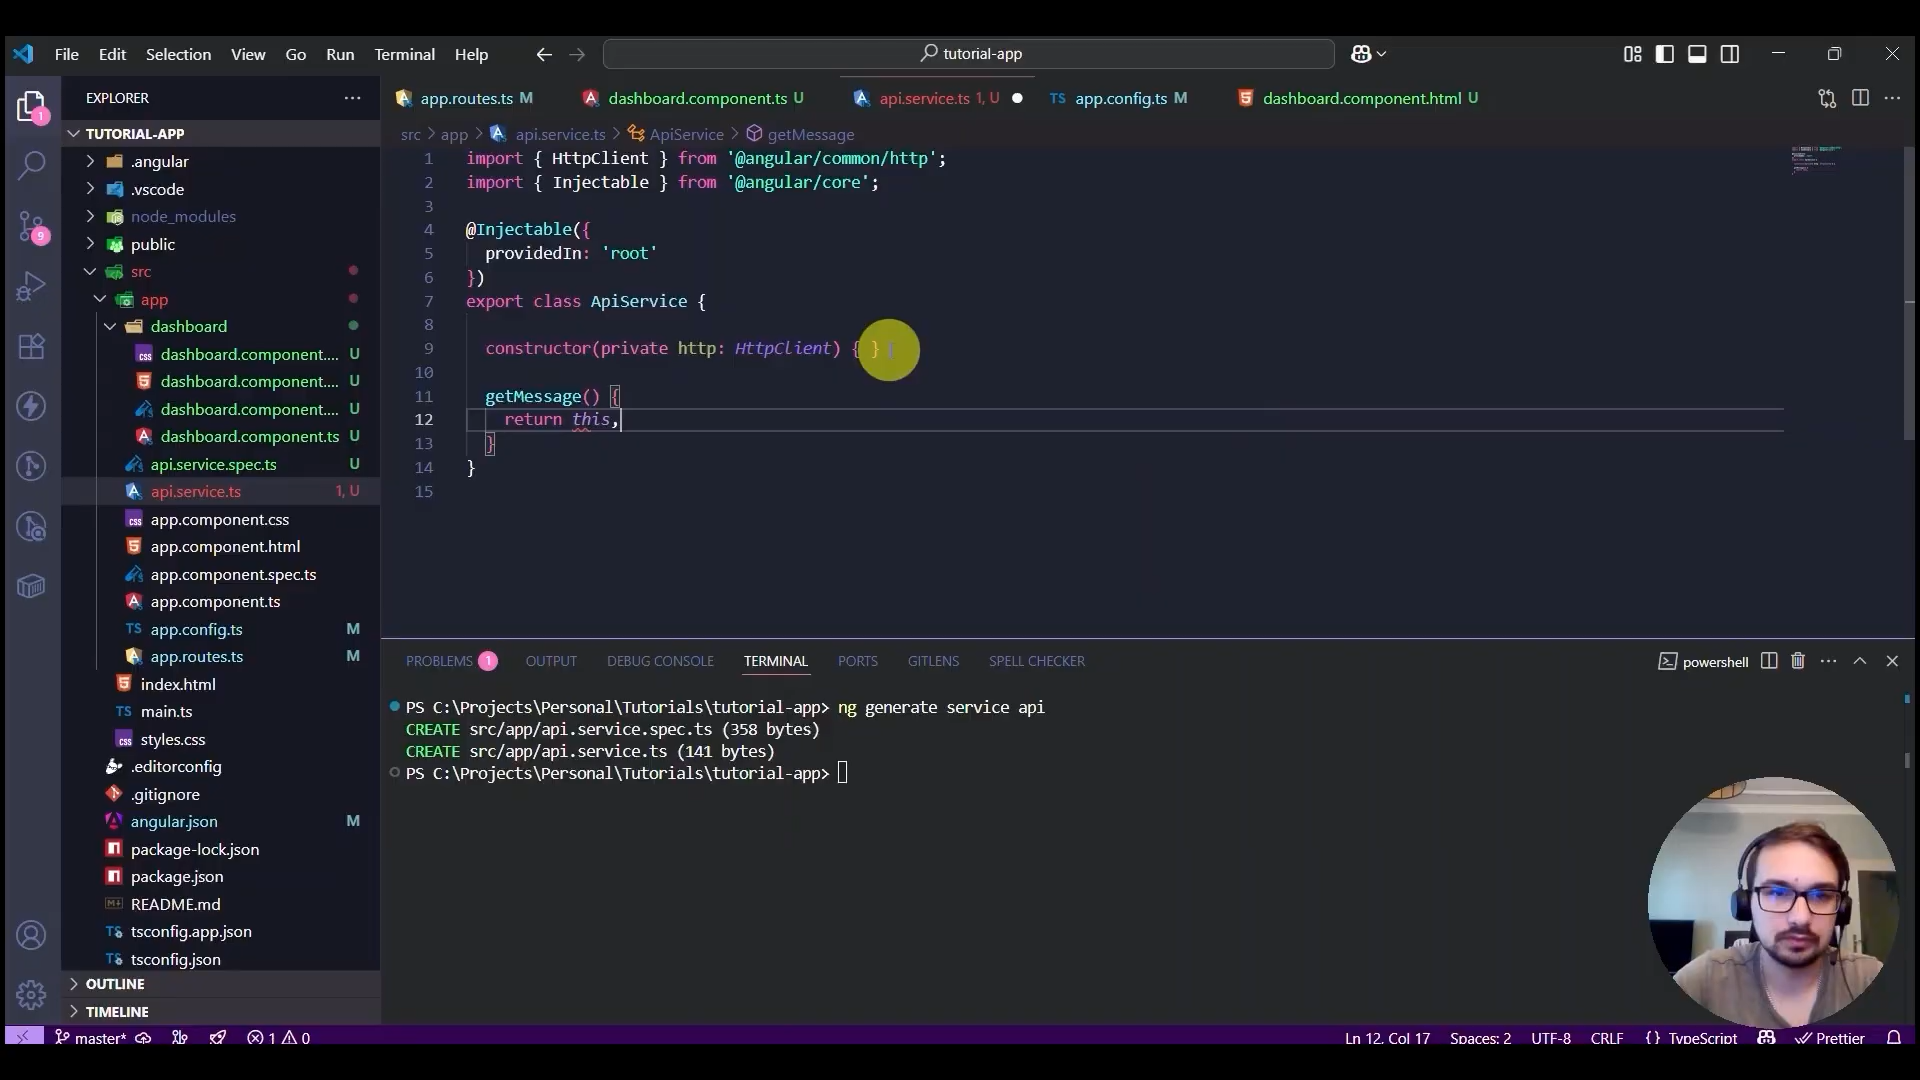 File Edit Selection View Go Run Terminal Help
tutorial-app
EXPLORER
TUTORIAL-APP
.angular
.vscode
node_modules
public
src
app
dashboard
dashboard.component.... U
dashboard.component.... U
dashboard.component.... U
dashboard.component.ts U
api.service.spec.ts U
api.service.ts 1, U
app.component.css
app.component.html
app.component.spec.ts
app.component.ts
app.config.ts M
app.routes.ts M
index.html
main.ts
styles.css
.editorconfig
.gitignore
angular.json M
package-lock.json
package.json
README.md
tsconfig.app.json
tsconfig.json
OUTLINE
TIMELINE
app.routes.ts M dashboard.component.ts U api.service.ts 1, U app.config.ts M dashboard.component.html U
src > app > api.service.ts > ApiService > getMessage
1 import { HttpClient } from '@angular/common/http';
2 import { Injectable } from '@angular/core';
3
4 @Injectable({
5 providedIn: 'root'
6 })
7 export class ApiService {
8
9 constructor(private http: HttpClient) { }
10
11 getMessage() {
12 return this,
13 }
14 }
15
PROBLEMS 1 OUTPUT DEBUG CONSOLE TERMINAL PORTS GITLENS SPELL CHECKER
powershell
PS C:\Projects\Personal\Tutorials\tutorial-app> ng generate service api
CREATE src/app/api.service.spec.ts (358 bytes)
CREATE src/app/api.service.ts (141 bytes)
PS C:\Projects\Personal\Tutorials\tutorial-app>
master* 1 0 Ln 12, Col 17 Spaces: 2 UTF-8 CRLF {} TypeScript Prettier